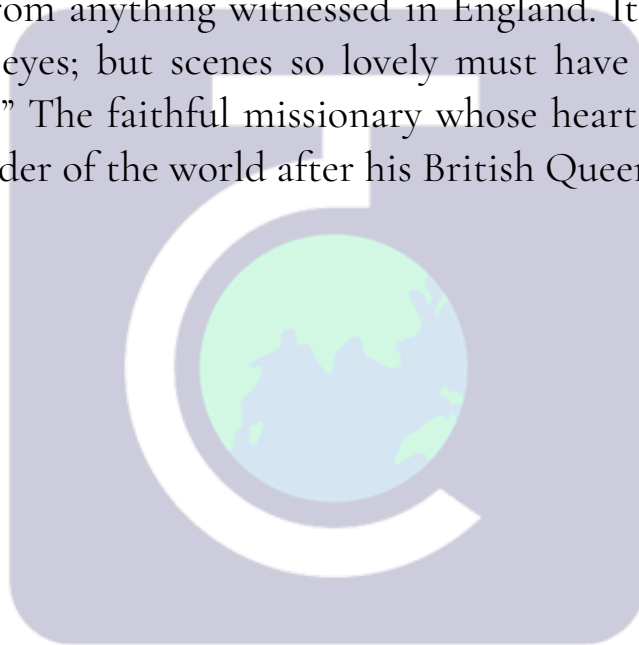 from anything witnessed in England. It
eyes; but scenes so lovely must have
” The faithful missionary whose heart
der of the world after his British Queen